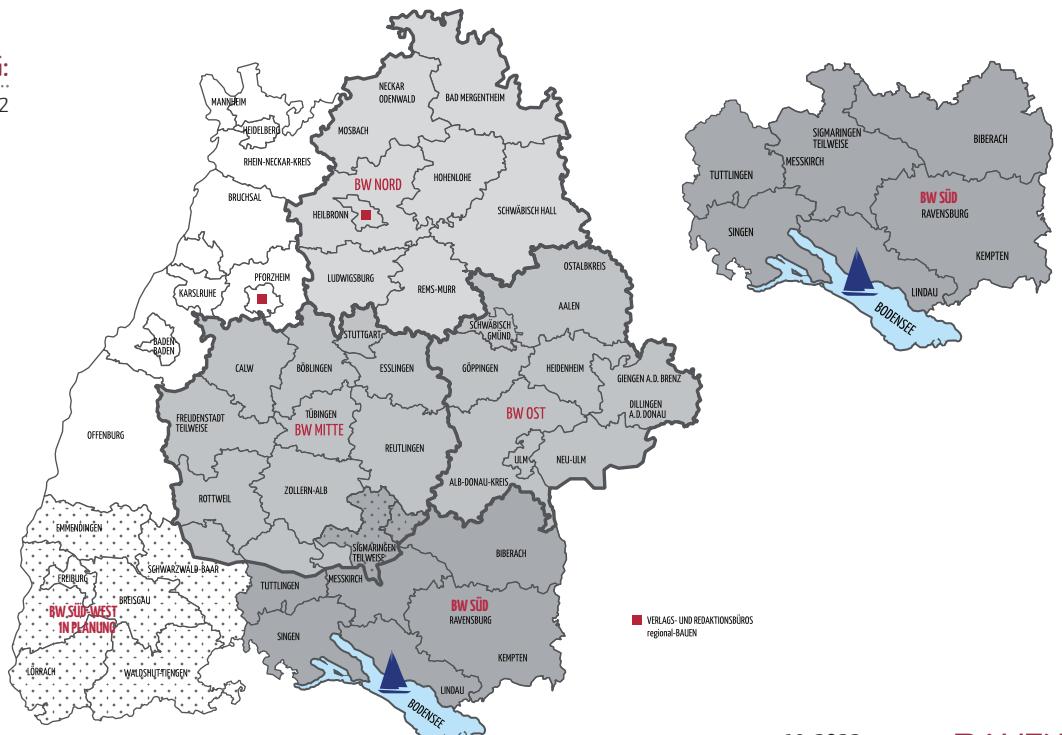 :
2
MANNHEIM
HEIDELBERG
RHEIN-NECKAR-KREIS
BRUCHSAL
KARLSRUHE
PFORZHEIM
BADEN
BADEN
OFFENBURG
NECKAR
ODENWALD
BAD MERGENTHEIM
MOSBACH
BW NORD
HOHENLOHE
HEILBRONN
SCHWÄBISCH HALL
LUDWIGSBURG
REMS-MURR
OSTALBKREIS
AALEN
SCHWÄBISCH
GMÜND
STUTTGART
CALW
BÖBLINGEN
ESSLINGEN
GÖPPINGEN
HEIDENHEIM
GIENGEN A.D. BRENZ
DILLINGEN
A.D.DONAU
FREUDENSTADT
TEILWEISE
TÜBINGEN
BW MITTE
BW OST
REUTLINGEN
ULM
NEU-ULM
ALB-DONAU-KREIS
ROTTWEIL
ZOLLERN-ALB
SIGMARINGEN
TEILWEISE
EMMENDINGEN
FREIBURG
SCHWARZWALD-BAAR
BREISGAU
BW SÜD-WEST
IN PLANUNG
LÖRRACH
WALDSHUT-TIENGEN
TUTTLINGEN
MESSKIRCH
BIBERACH
BW SÜD
RAVENSBURG
SINGEN
KEMPTEN
LINDAU
BODENSEE
SIGMARINGEN
TEILWEISE
BIBERACH
MESSKIRCH
TUTTLINGEN
BW SÜD
RAVENSBURG
SINGEN
KEMPTEN
LINDAU
BODENSEE
VERLAGS- UND REDAKTIONSBÜROS
regional-BAUEN